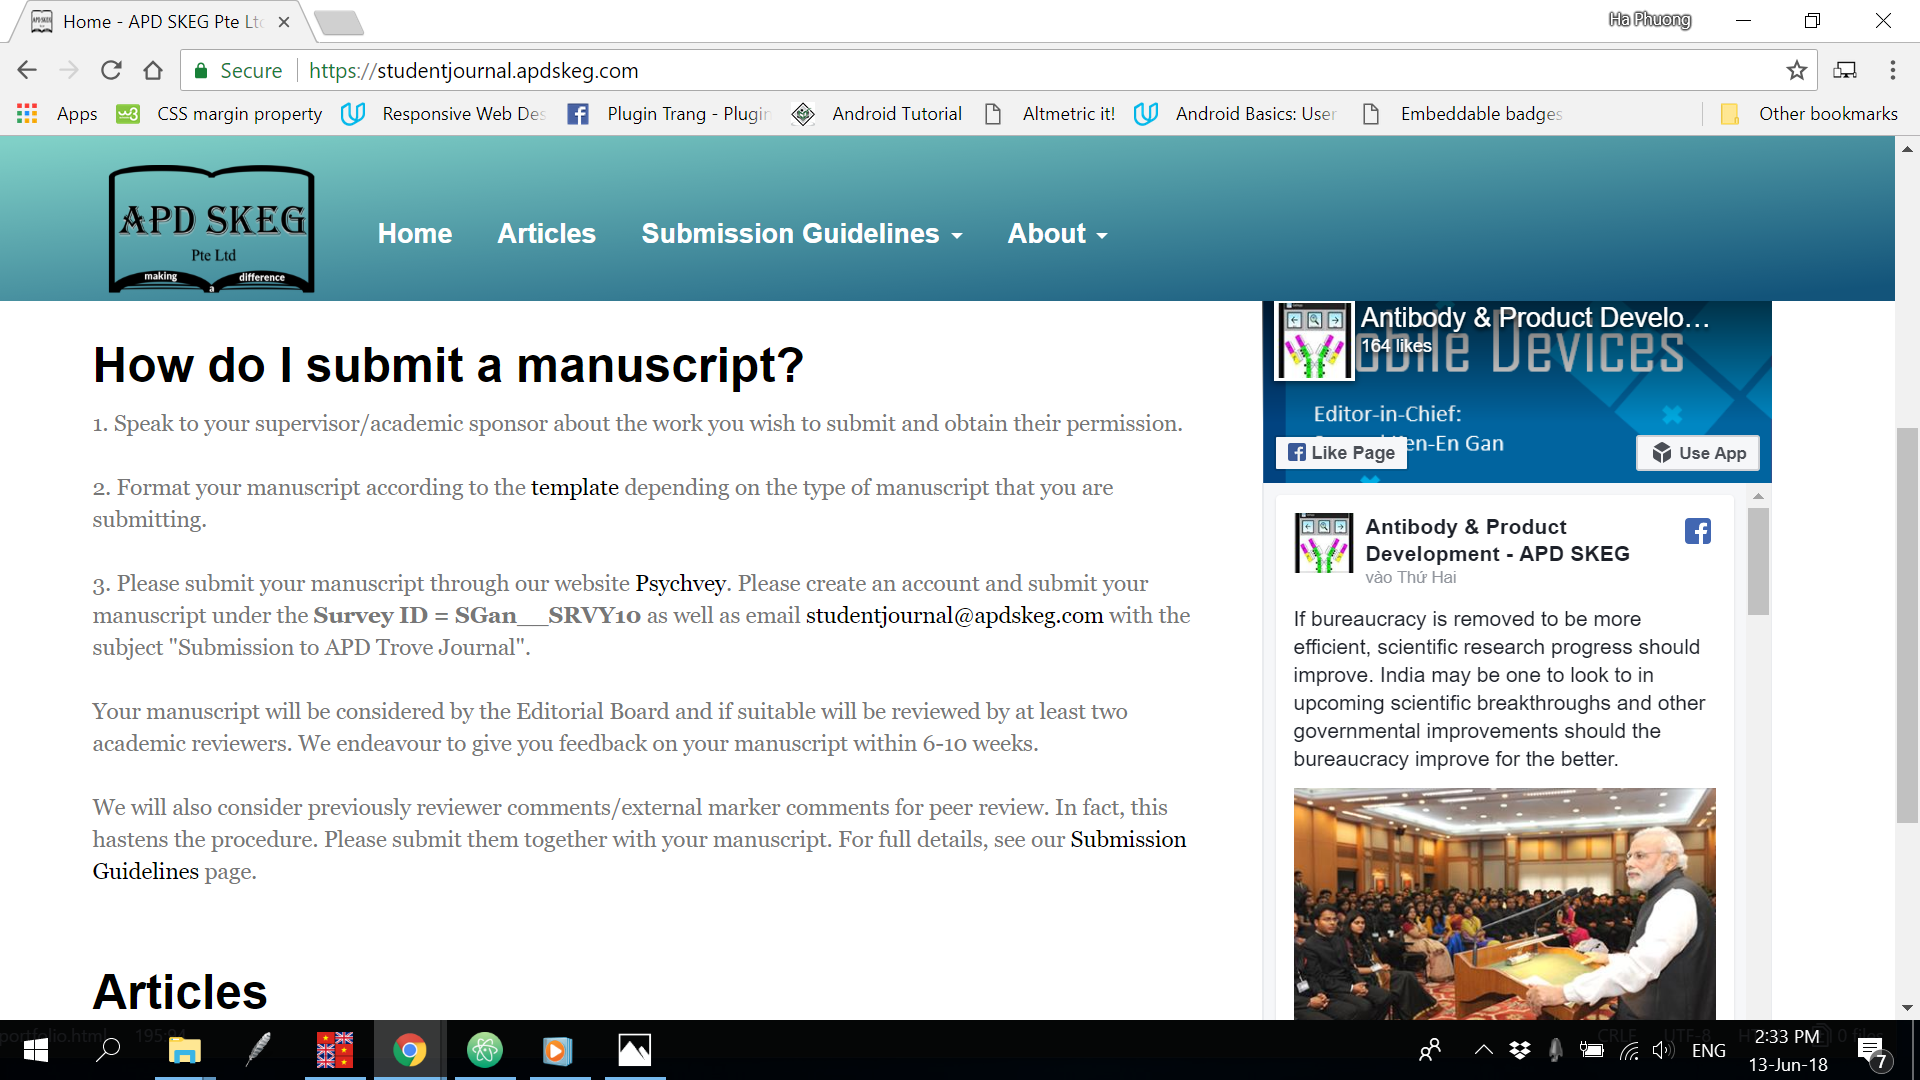 Home - APD SKEG Pte Ltd
Ha Phuong
Secure
https://studentjournal.apdskeg.com
Apps
CSS margin property
Responsive Web Des
Plugin Trang - Plugin
Android Tutorial
Altmetric it!
Android Basics: User
Embeddable badges
Other bookmarks
APD SKEG
Pte Ltd
making a difference
Home
Articles
Submission Guidelines
About
How do I submit a manuscript?
1. Speak to your supervisor/academic sponsor about the work you wish to submit and obtain their permission.
2. Format your manuscript according to the template depending on the type of manuscript that you are
submitting.
3. Please submit your manuscript through our website Psychvey. Please create an account and submit your
manuscript under the Survey ID = SGan__SRVY10 as well as email studentjournal@apdskeg.com with the
subject "Submission to APD Trove Journal".
Your manuscript will be considered by the Editorial Board and if suitable will be reviewed by at least two
academic reviewers. We endeavour to give you feedback on your manuscript within 6-10 weeks.
We will also consider previously reviewer comments/external marker comments for peer review. In fact, this
hastens the procedure. Please submit them together with your manuscript. For full details, see our Submission
Guidelines page.
Articles
Antibody & Product Develo...
164 likes
obile Devices
Editor-in-Chief:
en-En Gan
Like Page
Use App
Antibody & Product
Development - APD SKEG
vào Thứ Hai
If bureaucracy is removed to be more
efficient, scientific research progress should
improve. India may be one to look to in
upcoming scientific breakthroughs and other
governmental improvements should the
bureaucracy improve for the better.
portfolio.html
195:94
CRLF
UTF-8
0 files
ENG
2:33 PM
13-Jun-18
7